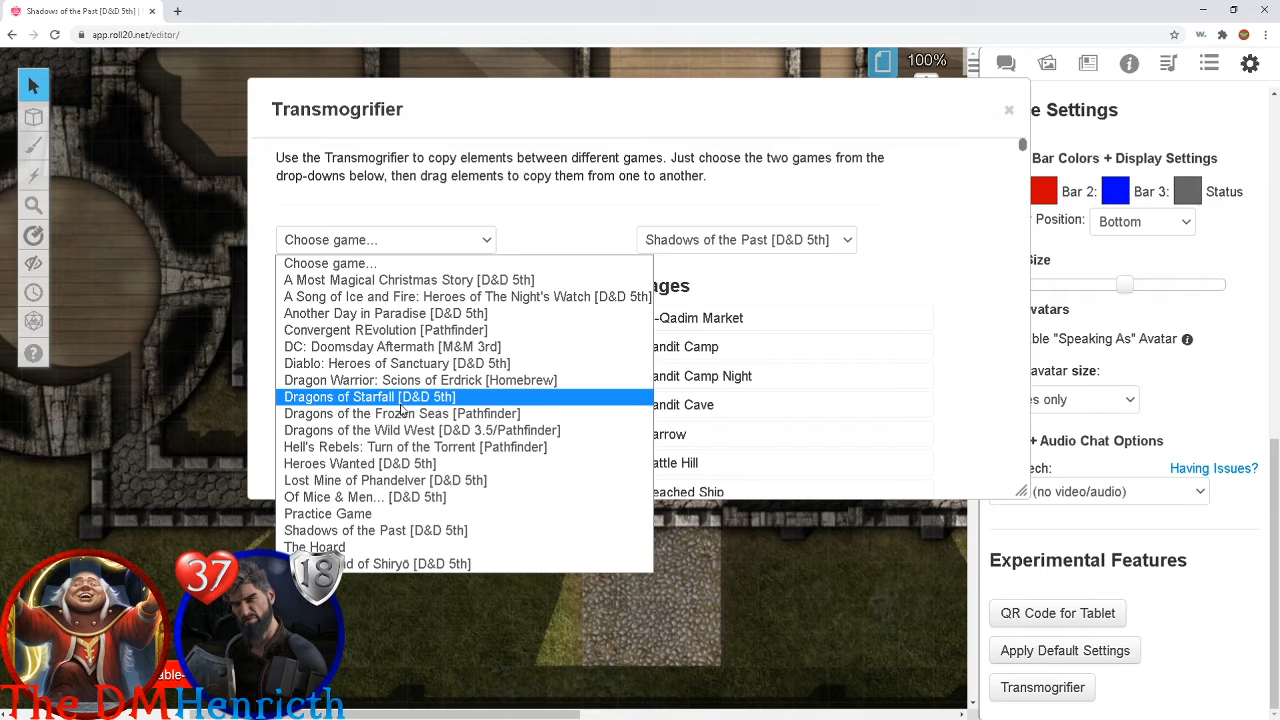 Shadows of the Past [D&D 5th] |
app.roll20.net/editor/
100%
Transmogrifier
Use the Transmogrifier to copy elements between different games. Just choose the two games from the
drop-downs below, then drag elements to copy them from one to another.
Choose game...
Shadows of the Past [D&D 5th]
Choose game...
A Most Magical Christmas Story [D&D 5th]
A Song of Ice and Fire: Heroes of The Night's Watch [D&D 5th]
Another Day in Paradise [D&D 5th]
Convergent REvolution [Pathfinder]
DC: Doomsday Aftermath [M&M 3rd]
Diablo: Heroes of Sanctuary [D&D 5th]
Dragon Warrior: Scions of Erdrick [Homebrew]
Dragons of Starfall [D&D 5th]
Dragons of the Frozen Seas [Pathfinder]
Dragons of the Wild West [D&D 3.5/Pathfinder]
Hell's Rebels: Turn of the Torrent [Pathfinder]
Heroes Wanted [D&D 5th]
Lost Mine of Phandelver [D&D 5th]
Of Mice & Men... [D&D 5th]
Practice Game
Shadows of the Past [D&D 5th]
The Hoard
nd of Shiryō [D&D 5th]
ages
-Qadim Market
andit Camp
andit Camp Night
andit Cave
arrow
attle Hill
eached Ship
e Settings
Bar Colors + Display Settings
Bar 2:
Bar 3:
Status
Position:
Bottom
Size
vatars
ble "Speaking As" Avatar
avatar size:
es only
+ Audio Chat Options
ech:
Having Issues?
(no video/audio)
Experimental Features
QR Code for Tablet
Apply Default Settings
Transmogrifier
37
18
able-
The DM
Henricth